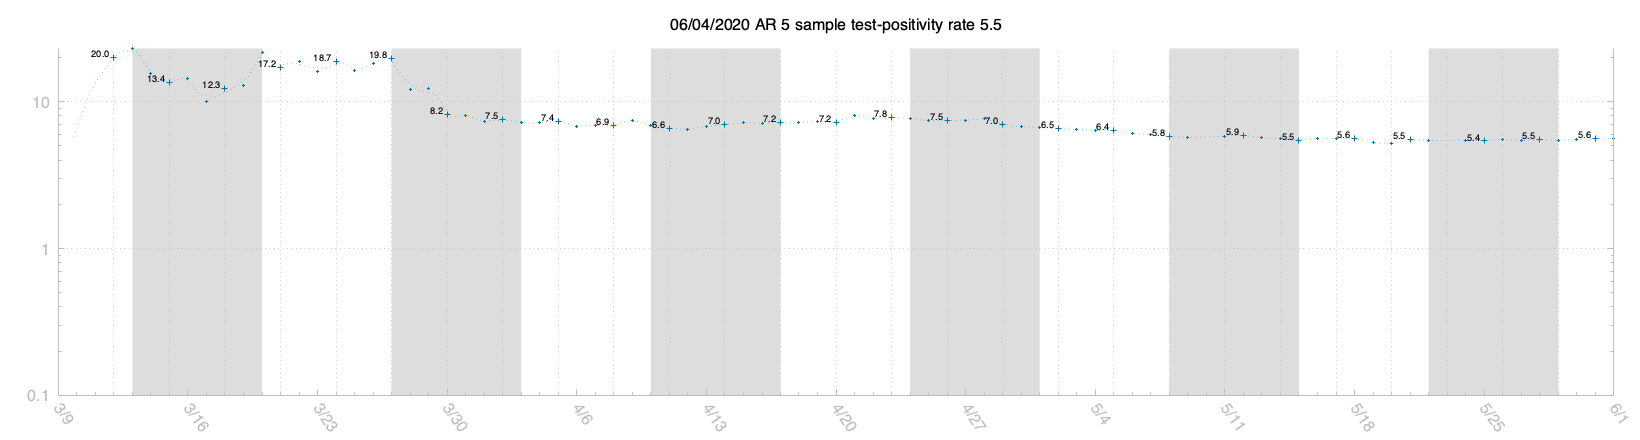 06/04/2020 AR 5 sample test-positivity rate 5.5
20.0 13.4 12.3 17.2 18.7 19.8 8.2 7.5 7.4 6.9 6.6 7.0 7.2 7.2 7.8 7.5 7.0 6.5 6.4 5.8 5.9 5.5 5.6 5.5 5.4 5.5 5.6
10
1
0.1
3/9 3/16 3/23 3/30 4/6 4/13 4/20 4/27 5/4 5/11 5/18 5/25 6/1